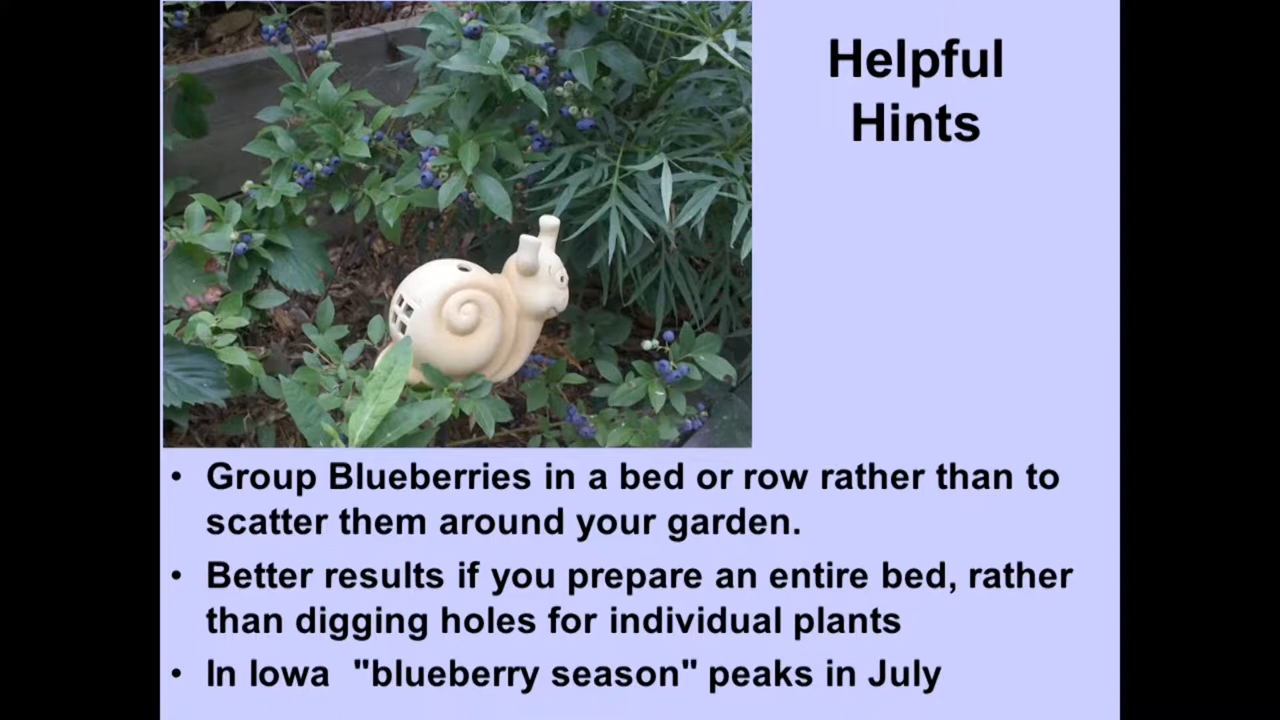 Helpful
Hints
• Group Blueberries in a bed or row rather than to
scatter them around your garden.
• Better results if you prepare an entire bed, rather
than digging holes for individual plants
• In Iowa  "blueberry season" peaks in July